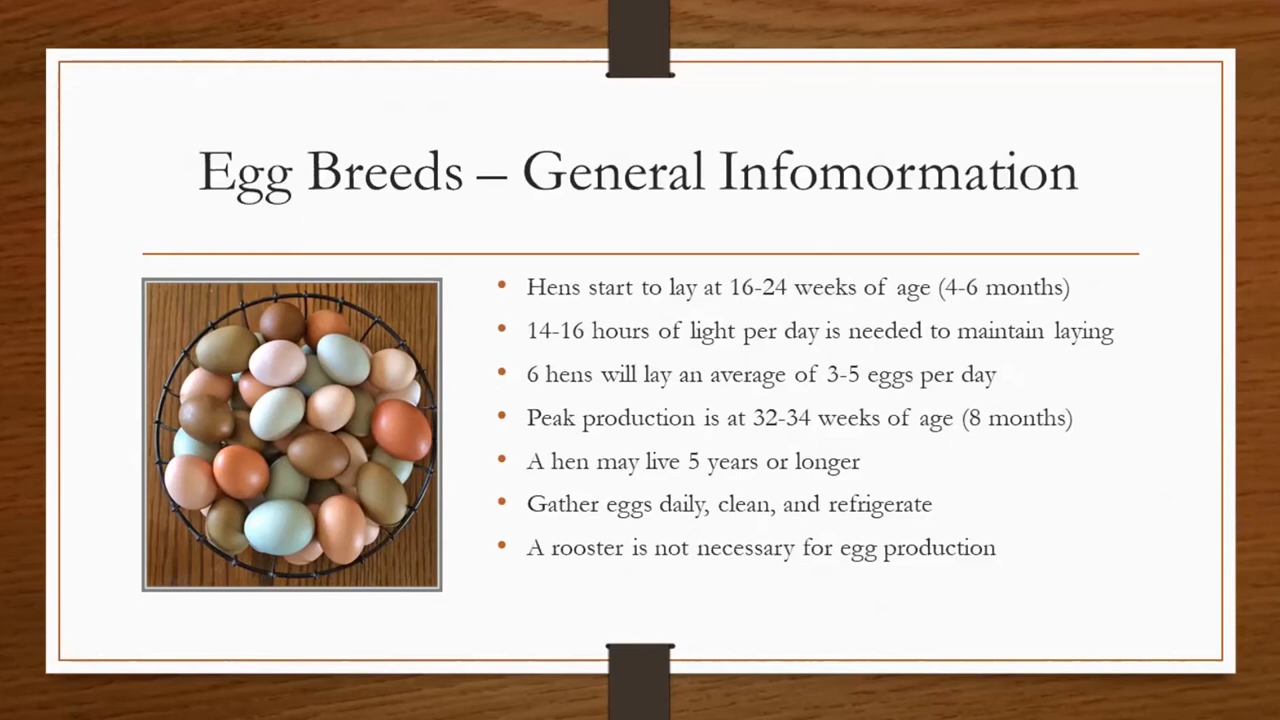 Egg Breeds – General Infomormation
• Hens start to lay at 16-24 weeks of age (4-6 months)
• 14-16 hours of light per day is needed to maintain laying
• 6 hens will lay an average of 3-5 eggs per day
• Peak production is at 32-34 weeks of age (8 months)
• A hen may live 5 years or longer
• Gather eggs daily, clean, and refrigerate
• A rooster is not necessary for egg production